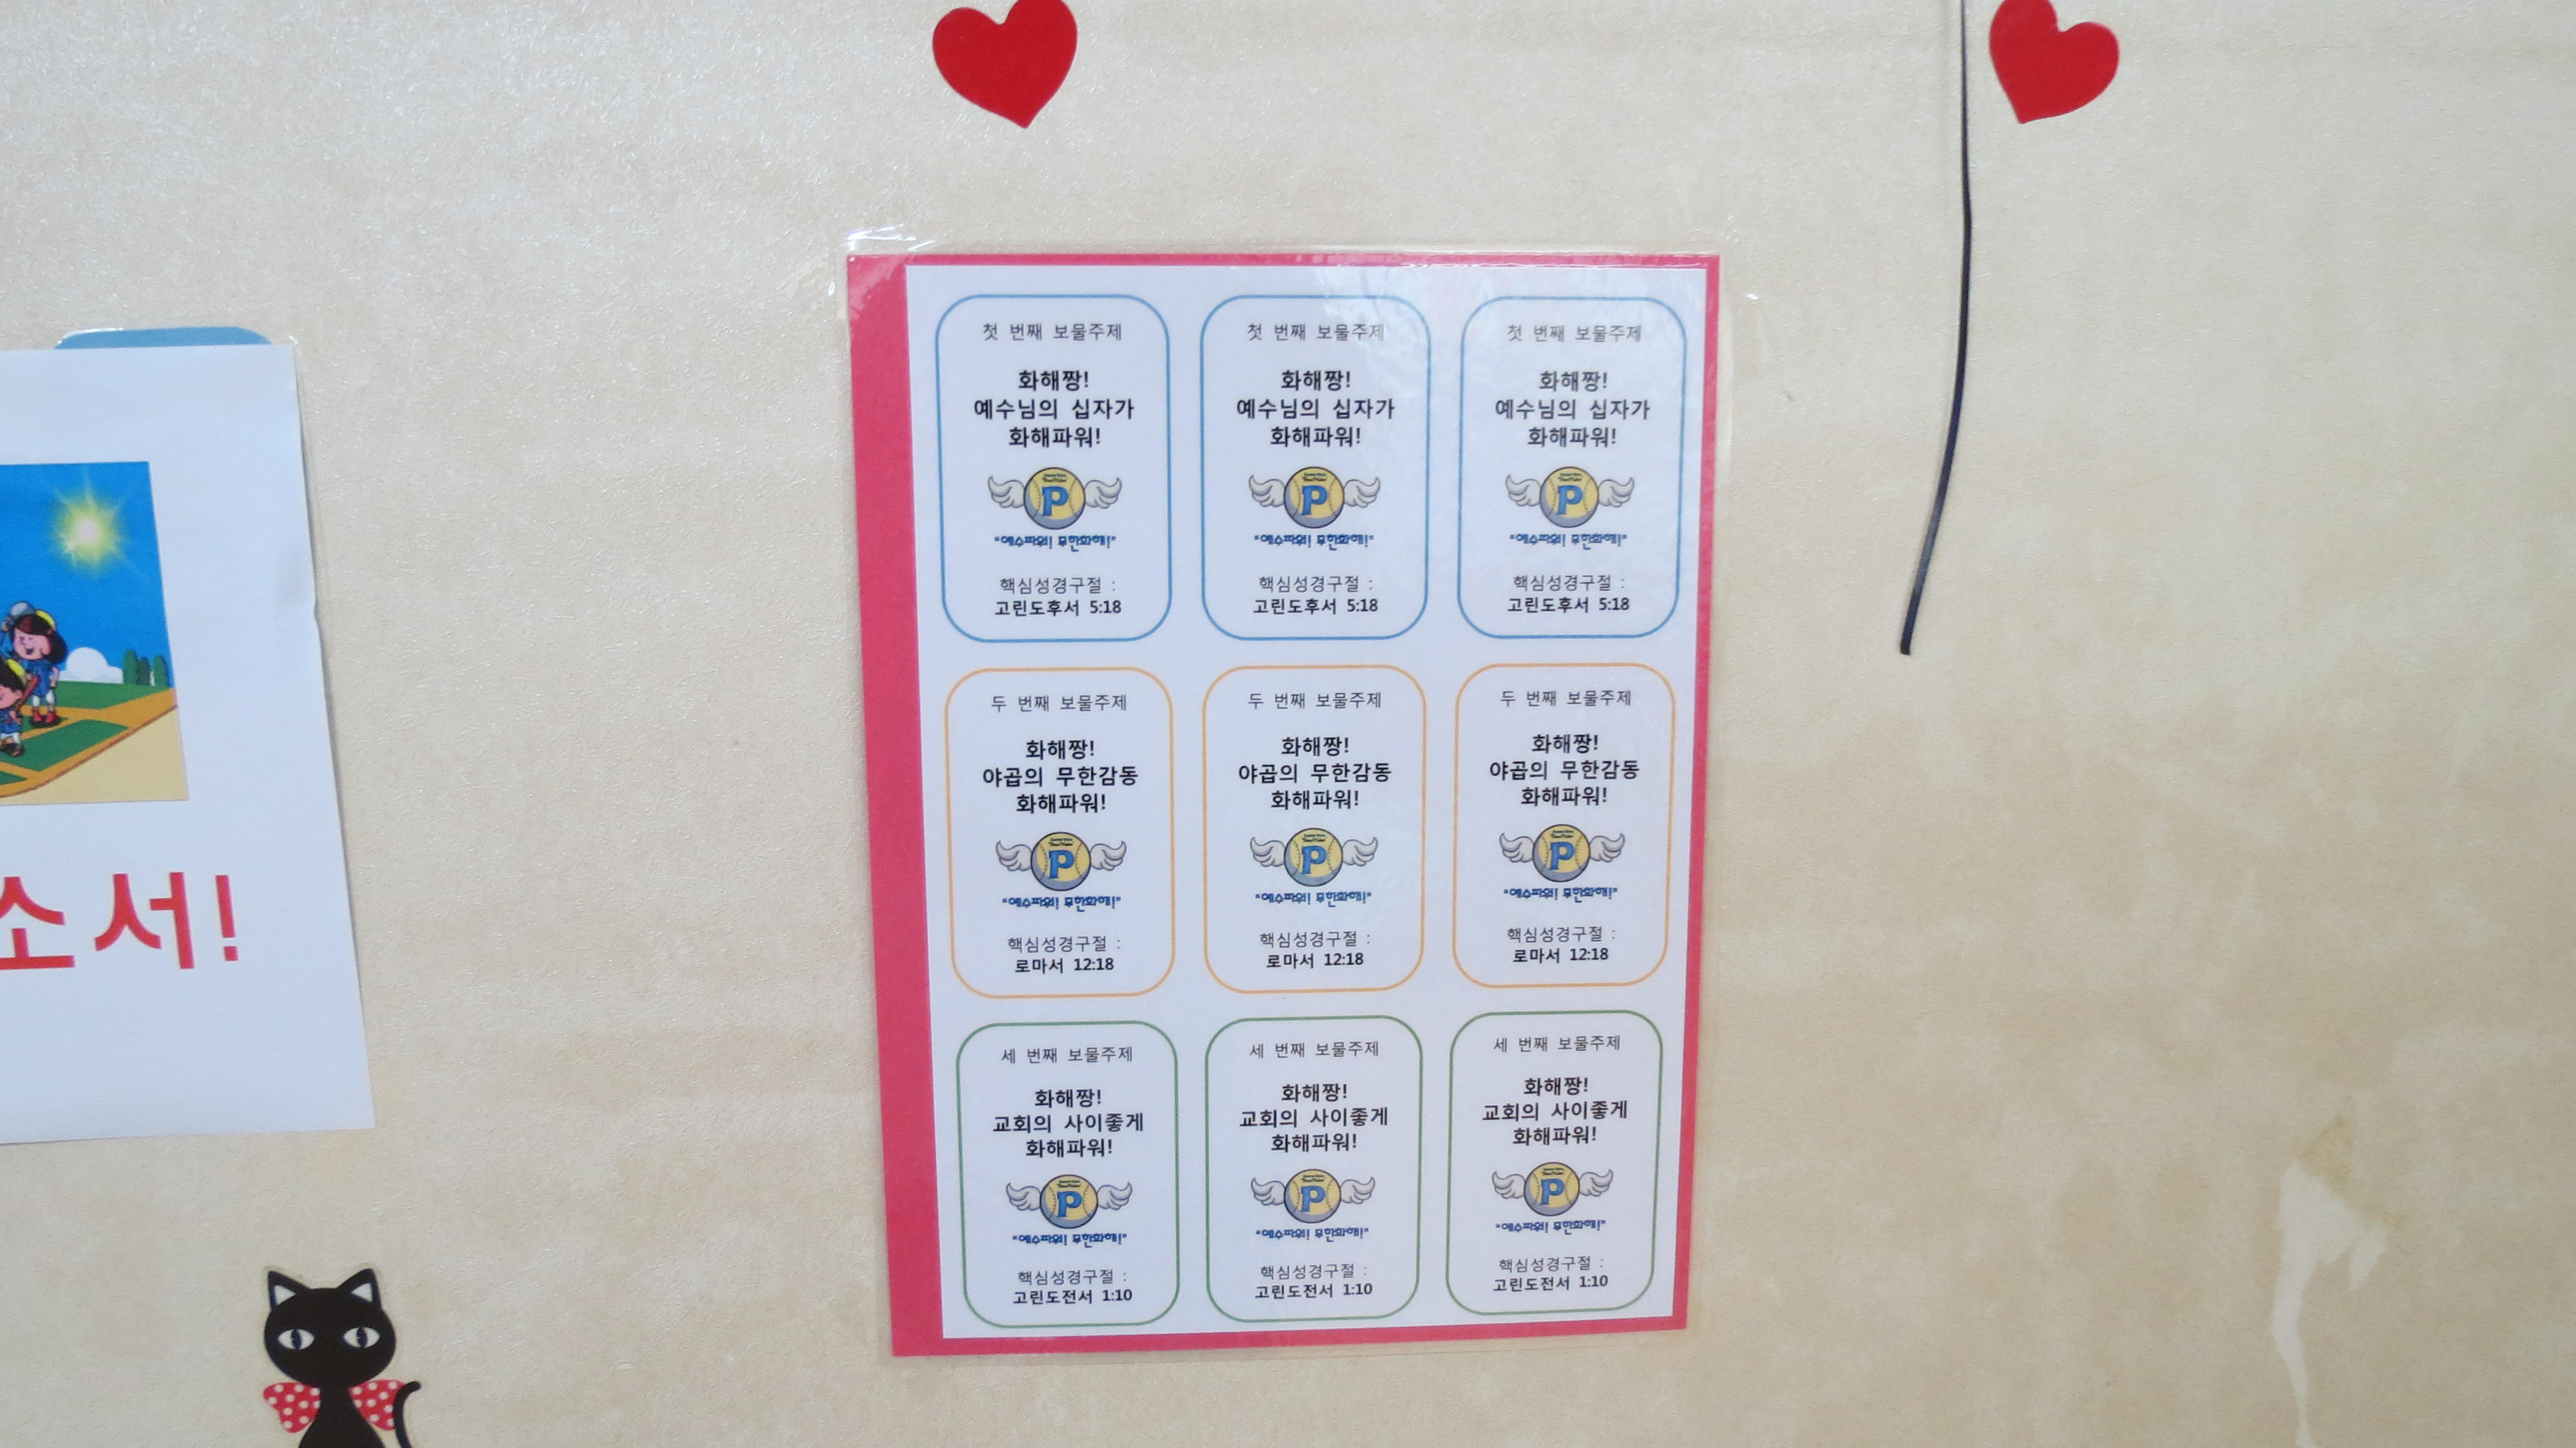 소서!
첫 번째 보물주제
화해짱!
예수님의 십자가
화해파워!
P
"예수파워! 무한화해!"
핵심성경구절 :
고린도후서 5:18
첫 번째 보물주제
화해짱!
예수님의 십자가
화해파워!
P
"예수파워! 무한화해!"
핵심성경구절 :
고린도후서 5:18
첫 번째 보물주제
화해짱!
예수님의 십자가
화해파워!
P
"예수파워! 무한화해!"
핵심성경구절 :
고린도후서 5:18
두 번째 보물주제
화해짱!
야곱의 무한감동
화해파워!
P
"예수파워! 무한화해!"
핵심성경구절 :
로마서 12:18
두 번째 보물주제
화해짱!
야곱의 무한감동
화해파워!
P
"예수파워! 무한화해!"
핵심성경구절 :
로마서 12:18
두 번째 보물주제
화해짱!
야곱의 무한감동
화해파워!
P
"예수파워! 무한화해!"
핵심성경구절 :
로마서 12:18
세 번째 보물주제
화해짱!
교회의 사이좋게
화해파워!
P
"예수파워! 무한화해!"
핵심성경구절 :
고린도전서 1:10
세 번째 보물주제
화해짱!
교회의 사이좋게
화해파워!
P
"예수파워! 무한화해!"
핵심성경구절 :
고린도전서 1:10
세 번째 보물주제
화해짱!
교회의 사이좋게
화해파워!
P
"예수파워! 무한화해!"
핵심성경구절 :
고린도전서 1:10